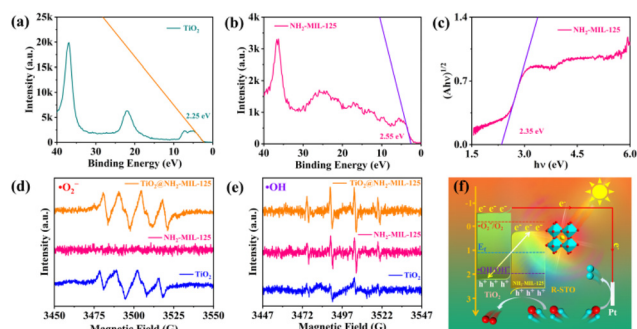 (a)
25k
20k
15k
10k
5k
0
TiO₂
2.25 eV
40 30 20 10 0
Binding Energy (eV)
Intensity (a.u.)
(b)
4k
3k
2k
1k
0
NH₂-MIL-125
2.55 eV
40 30 20 10 0
Binding Energy (eV)
Intensity (a.u.)
(c)
1.4
0.7
0.0
NH₂-MIL-125
2.35 eV
1.5 3.0 4.5 6.0
hν (eV)
(Ahν)^1/2
(d)
•O₂⁻
TiO₂@NH₂-MIL-125
NH₂-MIL-125
TiO₂
3450 3475 3500 3525 3550
Magnetic Field (G)
Intensity (a.u.)
(e)
•OH
TiO₂@NH₂-MIL-125
NH₂-MIL-125
TiO₂
3447 3472 3497 3522 3547
Magnetic Field (G)
Intensity (a.u.)
(f)
-1
0
1
2
3
e⁻ e⁻ e⁻
e⁻ e⁻ e⁻
e⁻
h⁺ h⁺ h⁺
h⁺ h⁺ h⁺
TiO₂
NH₂-MIL-125
R-STO
Pt